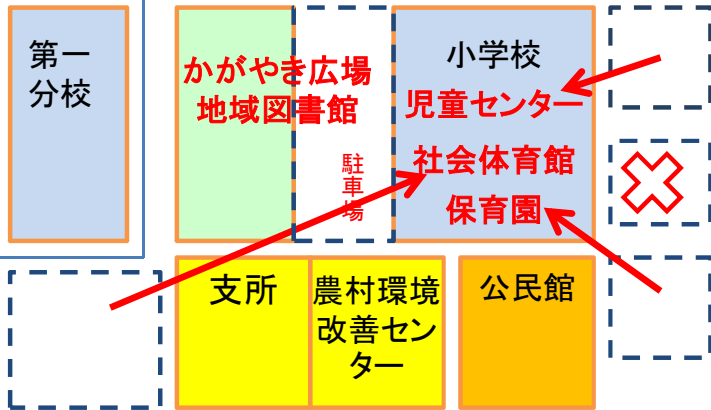 第一
分校
かがやき広場
地域図書館
駐車場
小学校
児童センター
社会体育館
保育園
支所
農村環境
改善セン
ター
公民館